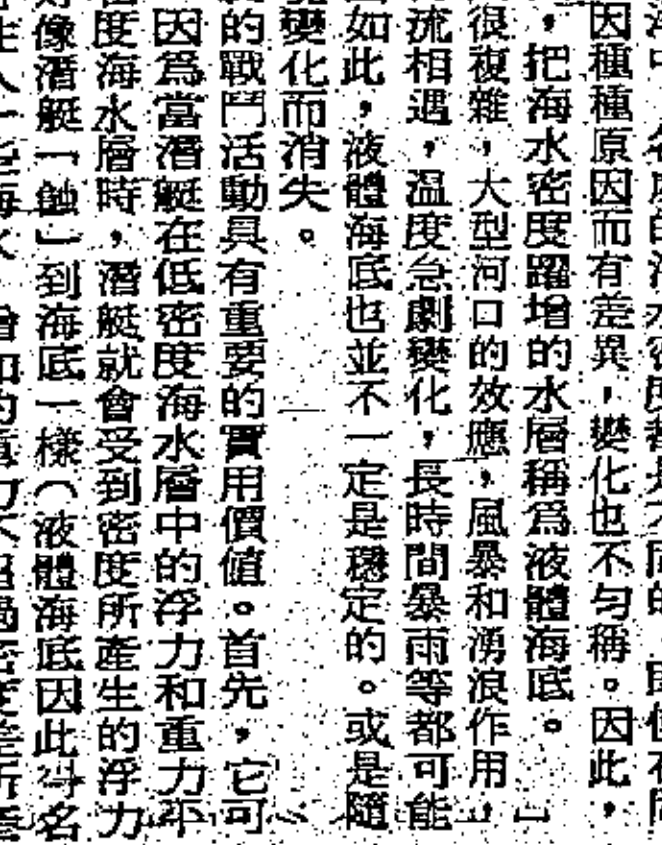 因種種原因而有差異，變化也不勻稱。因此，
，把海水密度躍增的水層稱爲液體海底。
很複雜，大型河口的效應，風暴和湧浪作用，
流相遇，溫度急劇變化，長時間暴雨等都可能
如此，液體海底也並不一定是穩定的。或是隨
變化而消失。
的戰鬥活動具有重要的實用價值。首先，它可
因爲當潛艇在低密度海水層中的浮力和重力平
度海水層時，潛艇就會受到密度所產生的浮力
像潛艇「蝕」到海底一樣（液體海底因此得名